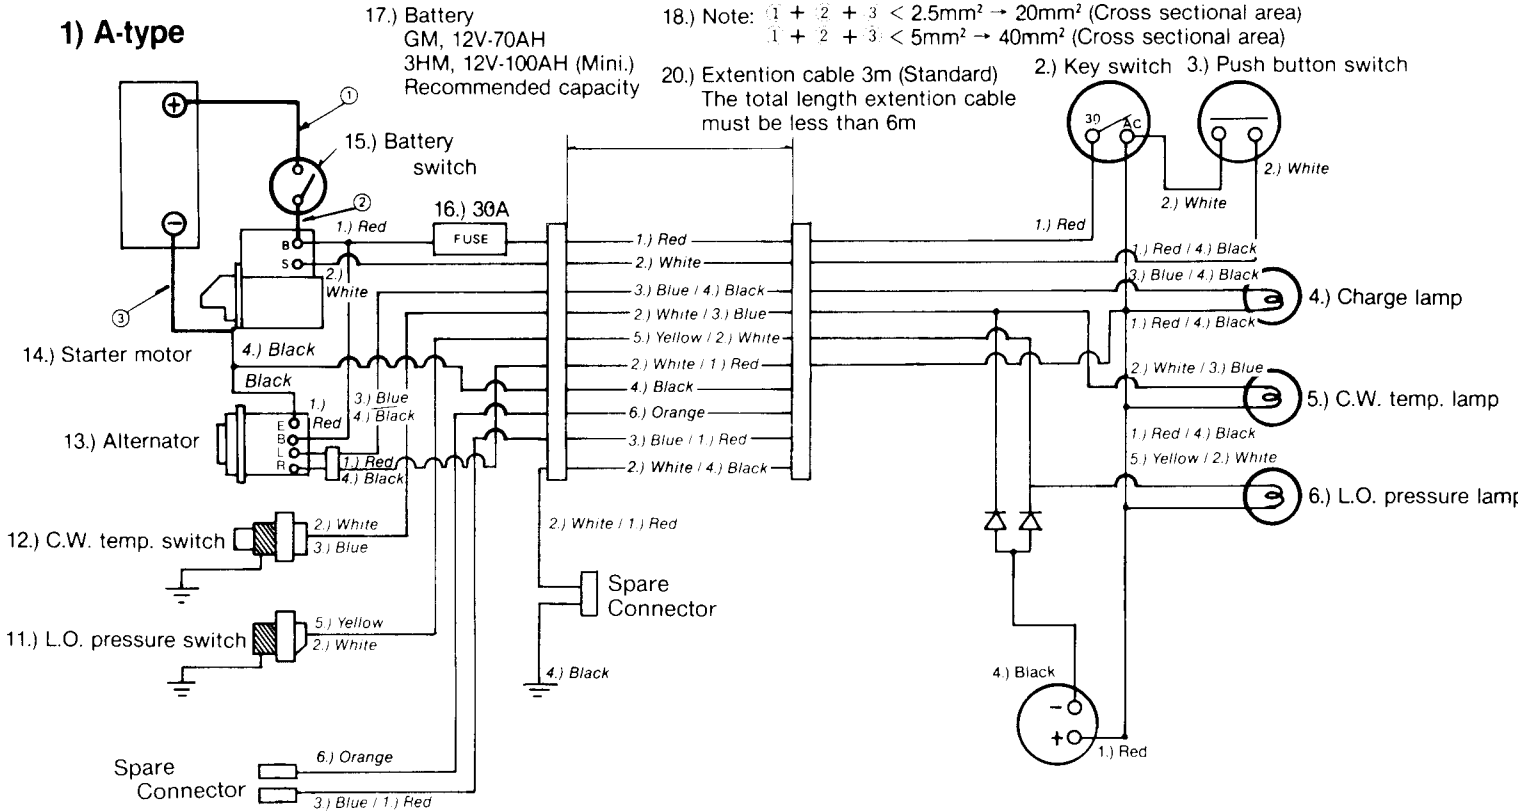 1) A-type
17.) Battery
GM, 12V-70AH
3HM, 12V-100AH (Mini.)
Recommended capacity
18.) Note: 1 + 2 + 3 < 2.5mm² → 20mm² (Cross sectional area)
1 + 2 + 3 < 5mm² → 40mm² (Cross sectional area)
20.) Extention cable 3m (Standard)
The total length extention cable
must be less than 6m
2.) Key switch
3.) Push button switch
+
①
15.) Battery
switch
②
−
16.) 30A
FUSE
1.) Red
B
S
2.)
White
③
14.) Starter motor
4.) Black
Black
1.)
Red
3.) Blue
4.) Black
13.) Alternator
E
B
L
R
1.) Red
4.) Black
12.) C.W. temp. switch
2.) White
3.) Blue
11.) L.O. pressure switch
5.) Yellow
2.) White
Spare
Connector
6.) Orange
3.) Blue / 1.) Red
1.) Red
2.) White
3.) Blue / 4.) Black
2.) White / 3.) Blue
5.) Yellow / 2.) White
2.) White / 1.) Red
4.) Black
6.) Orange
3.) Blue / 1.) Red
2.) White / 4.) Black
2.) White / 1.) Red
Spare
Connector
4.) Black
30
AC
2.) White
2.) White
1.) Red
1.) Red / 4.) Black
3.) Blue / 4.) Black
4.) Charge lamp
1.) Red / 4.) Black
2.) White / 3.) Blue
5.) C.W. temp. lamp
1.) Red / 4.) Black
5.) Yellow / 2.) White
6.) L.O. pressure lamp
4.) Black
−
+
1.) Red